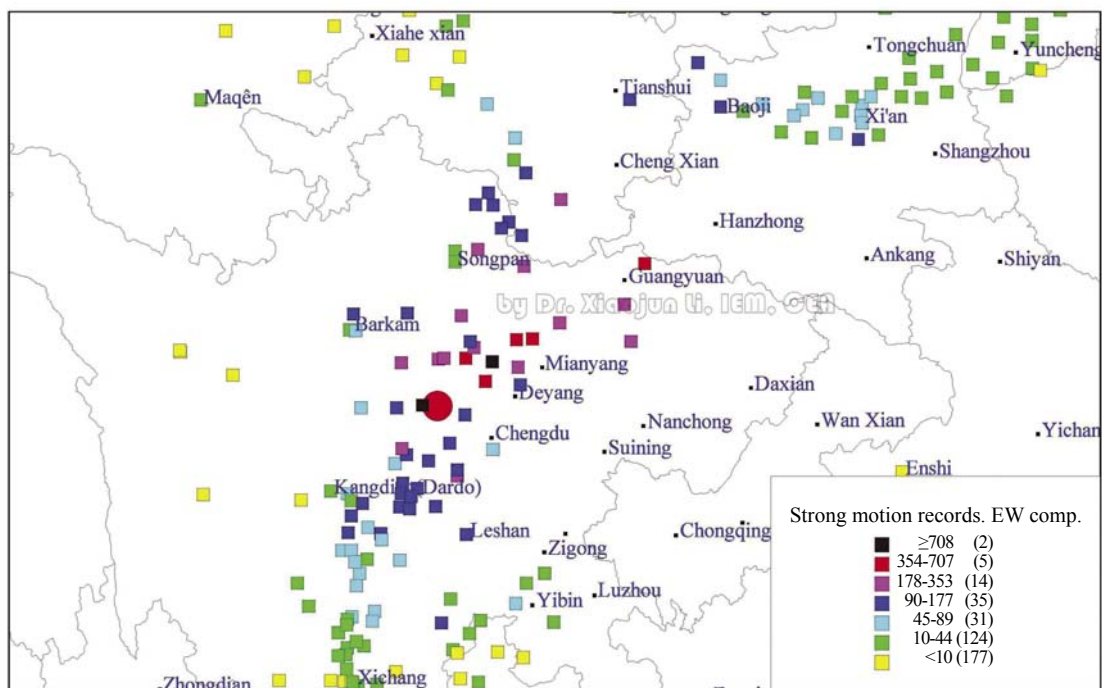 Xiahe xian
Tongchuan
Yuncheng
Tianshui
Maqên
Baoji
Xi'an
Cheng Xian
Shangzhou
Hanzhong
Songpan
Ankang
Shiyan
Guangyuan
by Dr. Xiaojun Li, IEM, CEA
Barkam
Mianyang
Deyang
Daxian
Nanchong
Wan Xian
Yichan
Chengdu
Suining
Enshi
(Dardo)
Leshan
Chongqing
Zigong
Luzhou
Yibin
Xichang
Strong motion records. EW comp.
≥708 (2)
354-707 (5)
178-353 (14)
90-177 (35)
45-89 (31)
10-44 (124)
<10 (177)